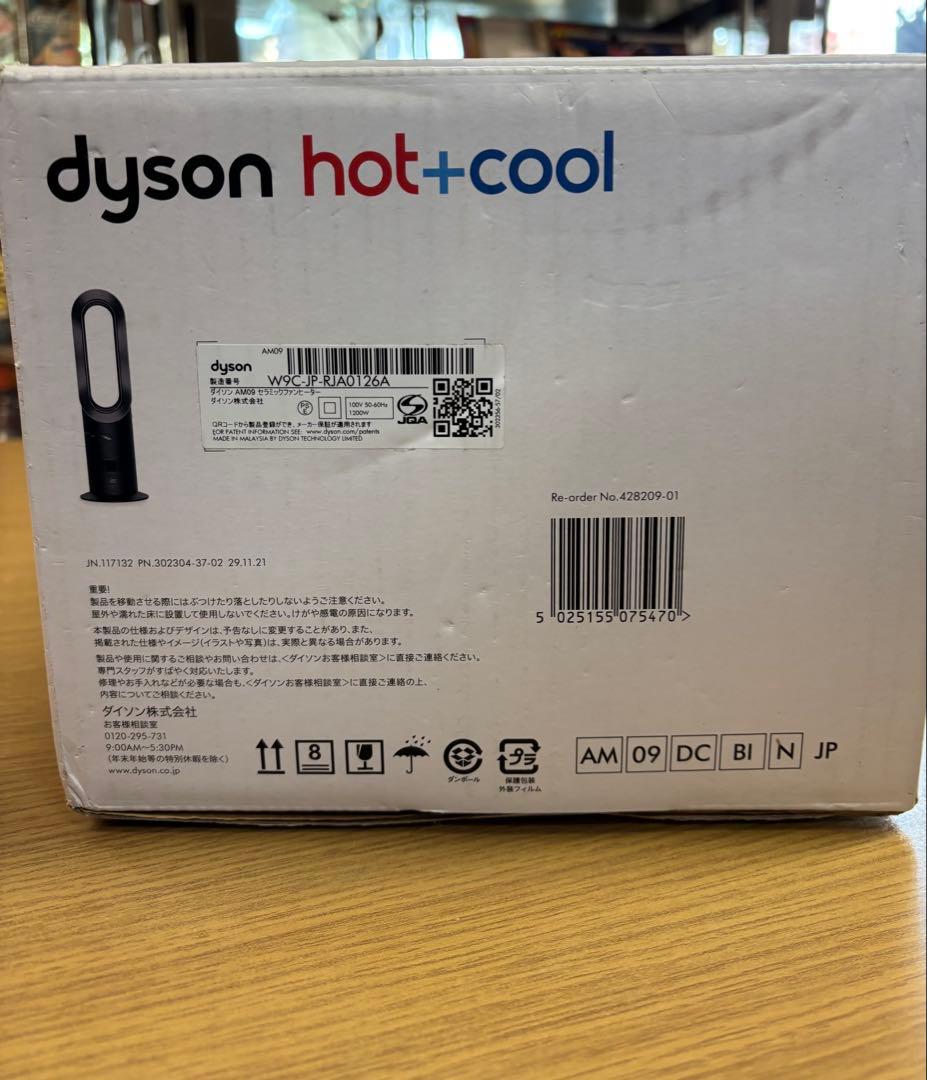 dyson hot+cool
AM09
dyson
製造番号 W9C-JP-RJA0126A
ダイソン AM09 セラミックファンヒーター
ダイソン株式会社
PS
E
100V 50-60Hz
1200W
JQA
QRコードから製品登録ができ、メーカー保証が適用されます
FOR PATENT INFORMATION SEE: www.dyson.com/patents
MADE IN MALAYSIA BY DYSON TECHNOLOGY LIMITED
302256-57/02
Re-order No.428209-01
5 025155 075470 >
JN.117132 PN.302304-37-02 29.11.21
重要!
製品を移動させる際にはぶつけたり落としたりしないようご注意ください。
屋外や濡れた床に設置して使用しないでください。けがや感電の原因になります。
本製品の仕様およびデザインは、予告なしに変更することがあり、また、
掲載された仕様やイメージ(イラストや写真)は、実際と異なる場合があります。
製品や使用に関するご相談やお問い合わせは、<ダイソンお客様相談室>に直接ご連絡ください。
専門スタッフがすばやく対応いたします。
修理やお手入れなどが必要な場合も、<ダイソンお客様相談室>に直接ご連絡の上、
内容についてご相談ください。
ダイソン株式会社
お客様相談室
0120-295-731
9:00AM〜5:30PM
(年末年始等の特別休暇を除く)
www.dyson.co.jp
8
ダンボール
プラ
保護包装
外装フィルム
AM 09 DC BI N JP